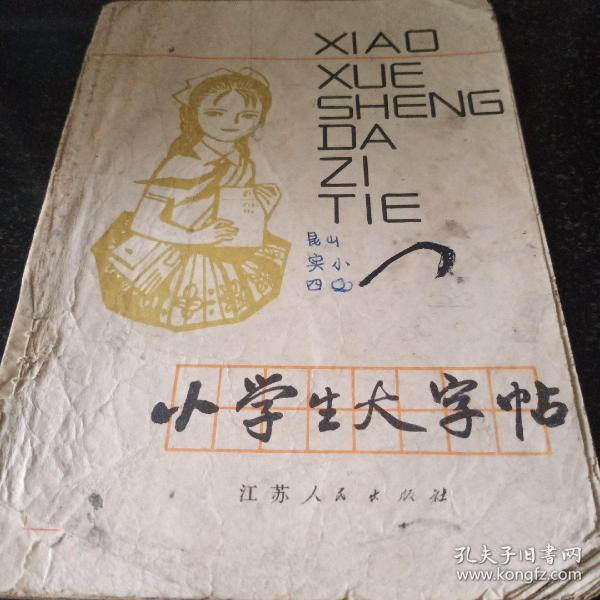 XIAO
XUE
SHENG
DA
ZI
TIE
昆山
实小
四
小学生大字帖
江苏人民出版社
孔夫子旧书网
www.kongfz.com